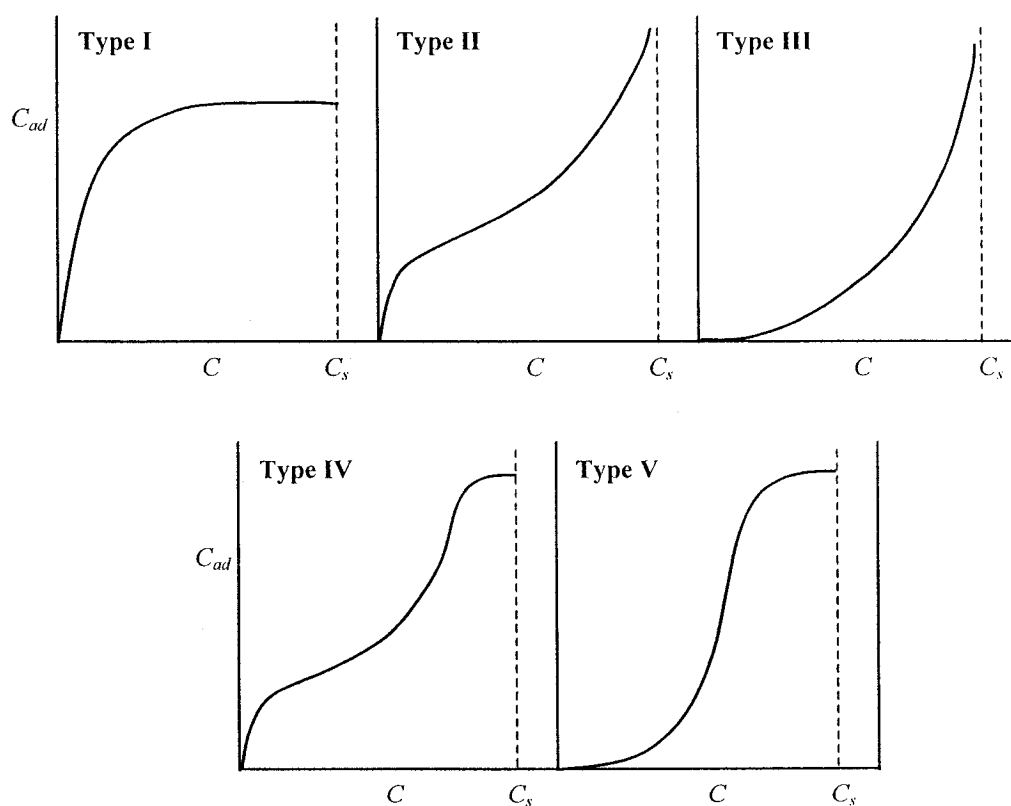 Type I Type II Type III
C_ad
C C_s C C_s C C_s
Type IV Type V
C_ad
C C_s C C_s